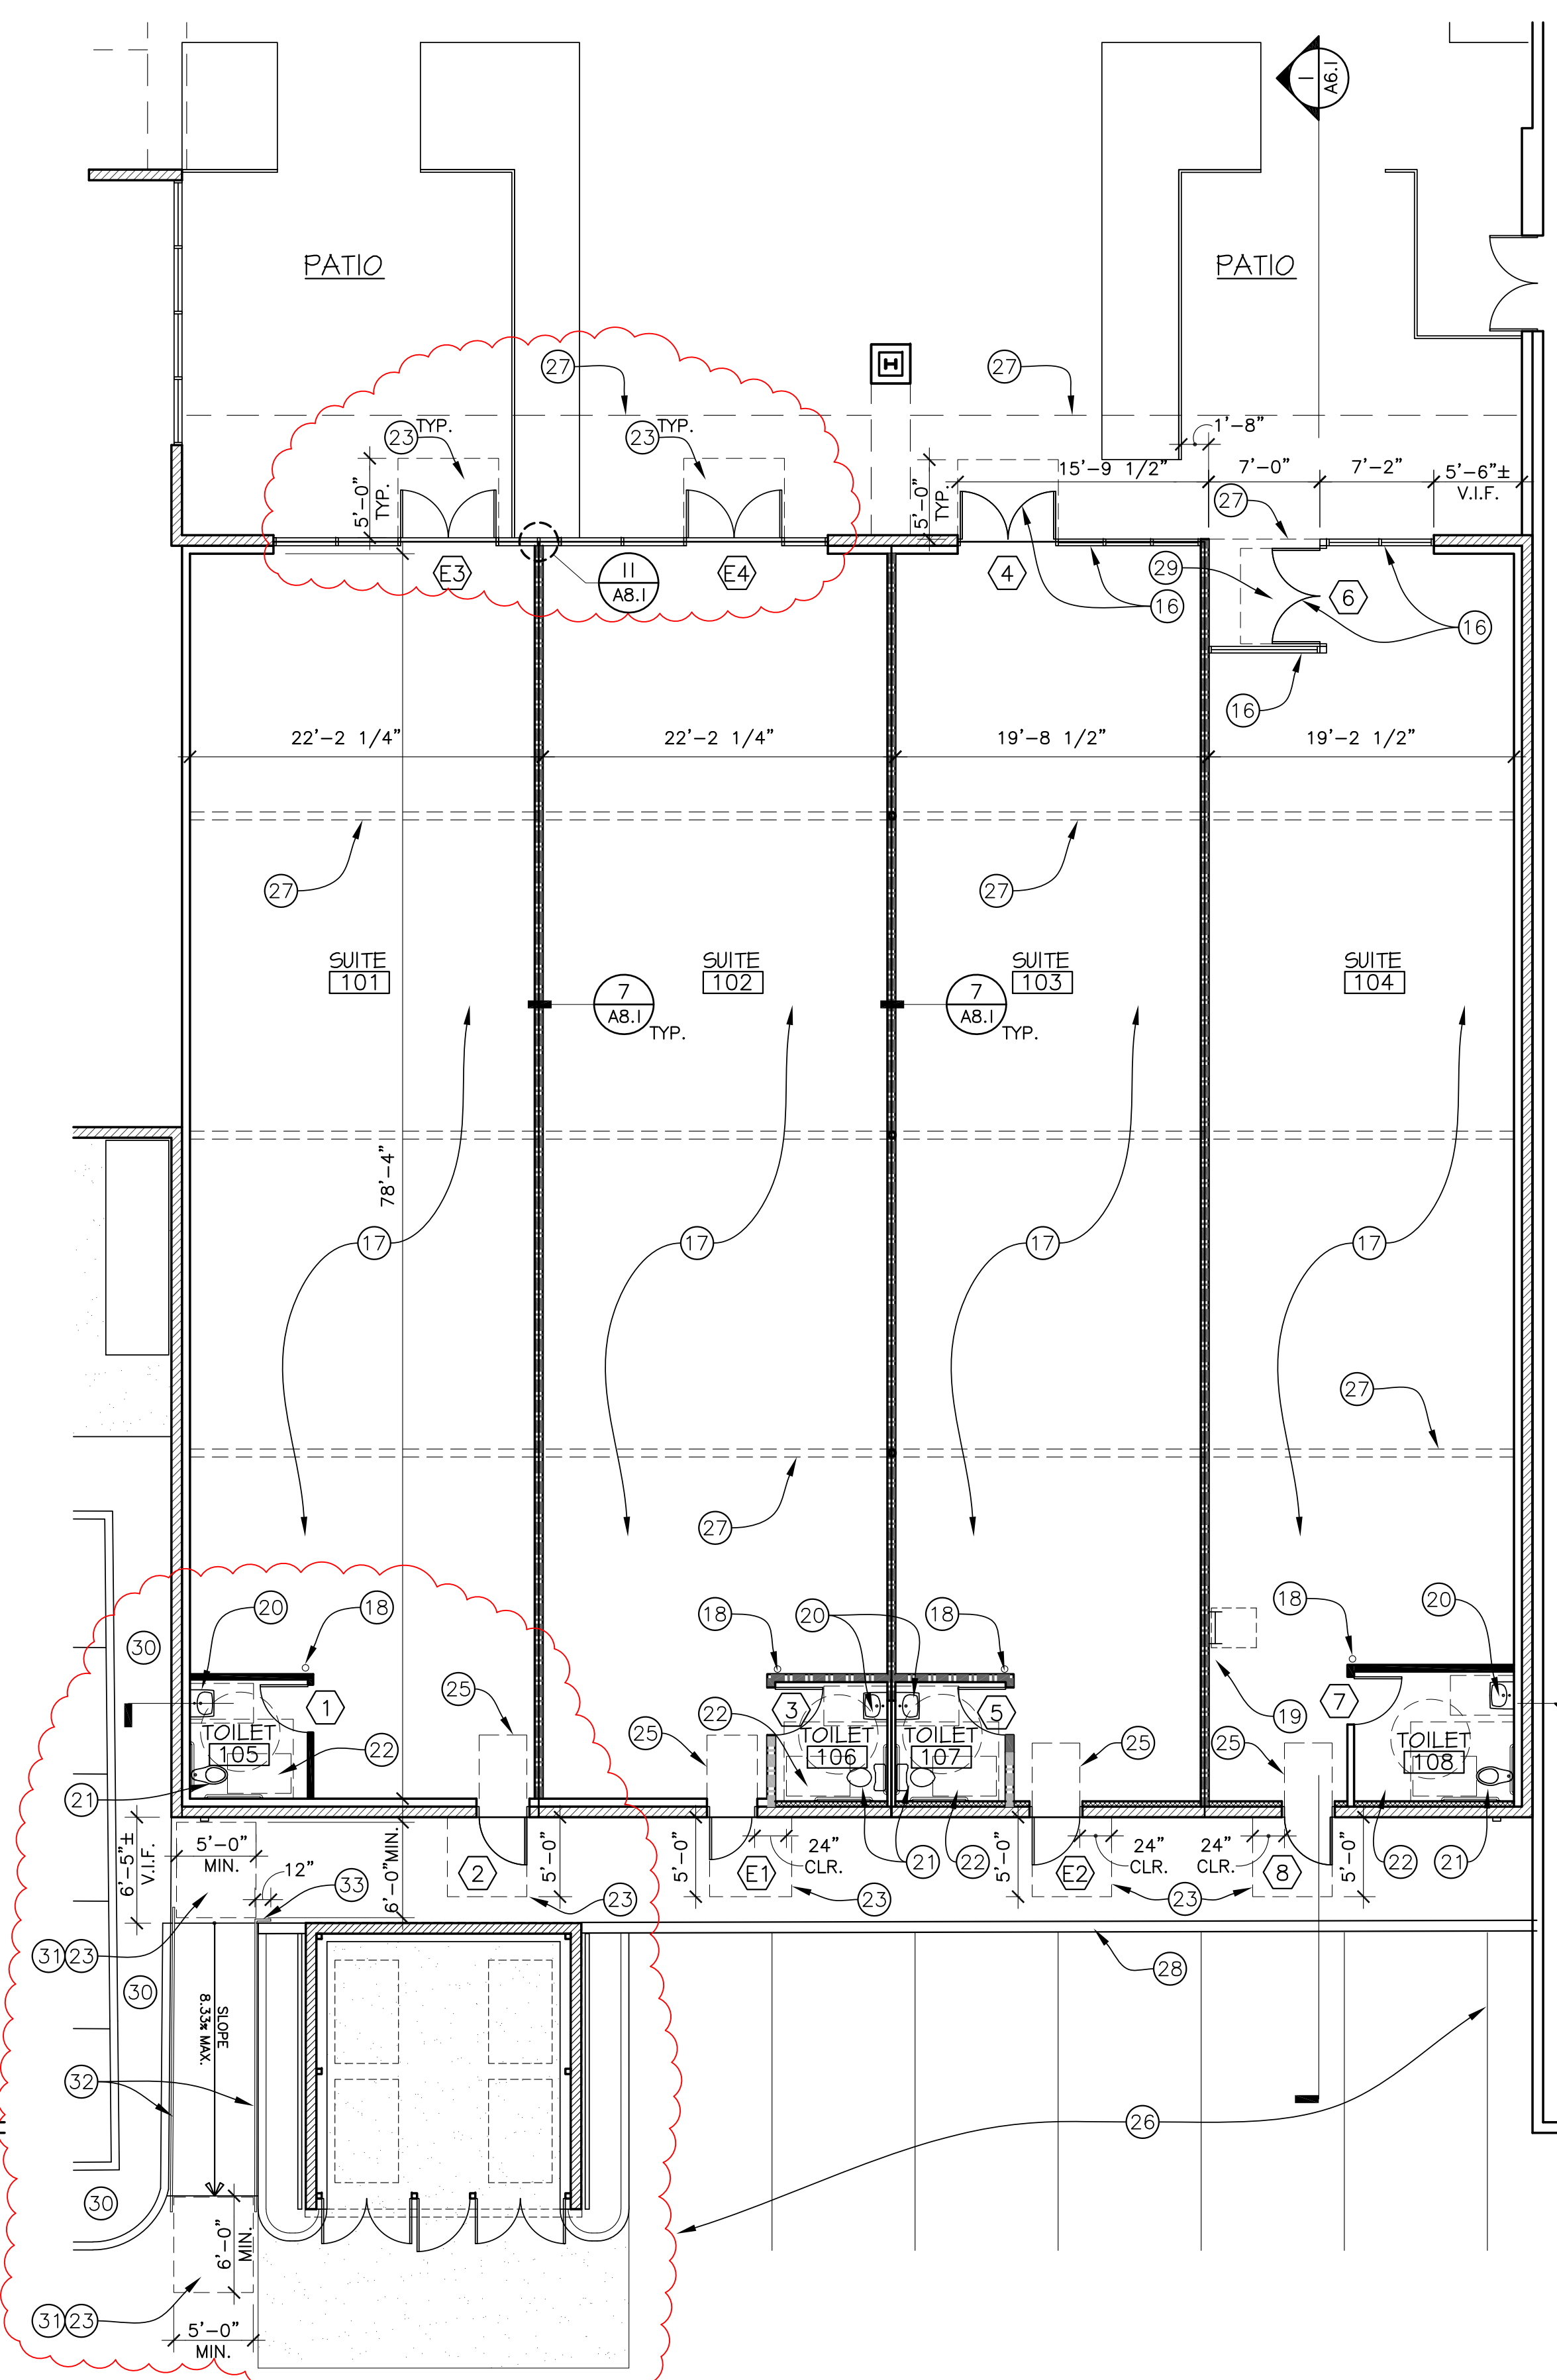 1
A6.1
PATIO
PATIO
27
27
23
TYP.
23
TYP.
1'-8"
15'-9 1/2"
7'-0"
7'-2"
5'-6"±
V.I.F.
5'-0"
TYP.
5'-0"
TYP.
27
E3
11
A8.1
E4
4
16
29
6
16
16
22'-2 1/4"
22'-2 1/4"
19'-8 1/2"
19'-2 1/2"
27
27
SUITE
101
SUITE
102
SUITE
103
SUITE
104
7
A8.1
TYP.
7
A8.1
TYP.
78'-4"
17
17
17
17
27
27
30
20
18
18
20
18
18
20
1
25
3
5
7
19
TOILET
105
22
25
22
TOILET
106
TOILET
107
25
25
TOILET
108
21
6'-5"±
V.I.F.
5'-0"
MIN.
12"
33
6'-0"MIN.
2
5'-0"
23
5'-0"
E1
24"
CLR.
23
21
22
5'-0"
E2
24"
CLR.
23
24"
CLR.
8
5'-0"
22
21
31
23
30
SLOPE
8.33% MAX.
28
32
26
30
6'-0"
MIN.
31
23
5'-0"
MIN.